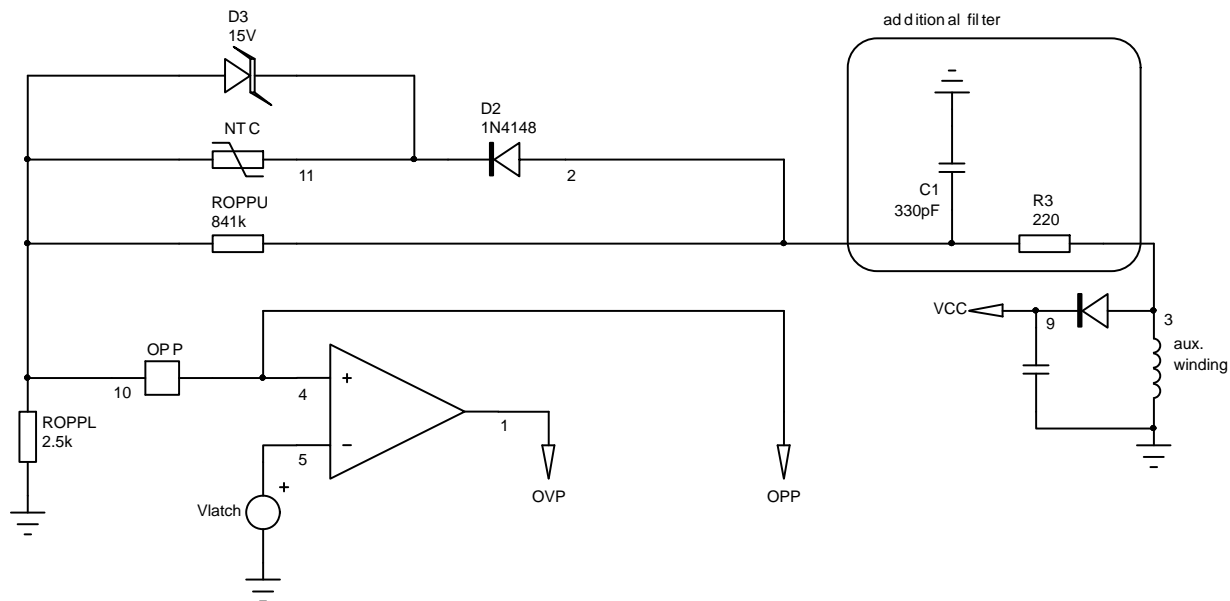 D3
15V
additional filter
NTC
11
D2
1N4148
2
C1
330pF
R3
220
ROPPU
841k
VCC
9
3
aux.
winding
OPP
10
4
+
1
5
−
ROPPL
2.5k
Vlatch
+
OVP
OPP